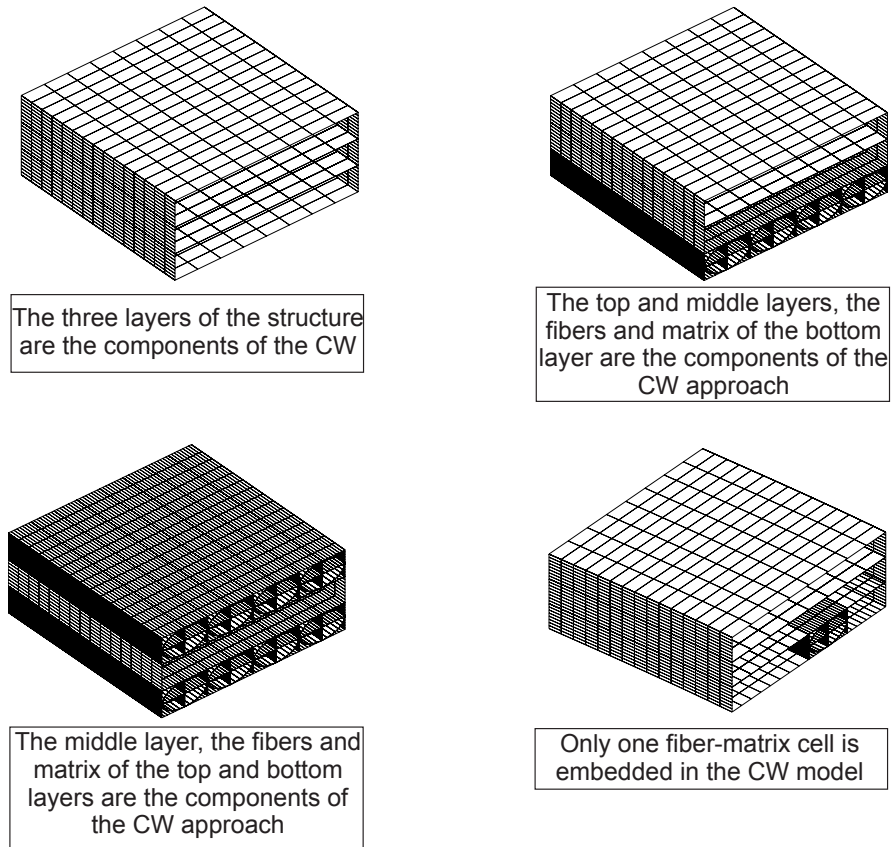 The three layers of the structure
are the components of the CW
The top and middle layers, the
fibers and matrix of the bottom
layer are the components of the
CW approach
The middle layer, the fibers and
matrix of the top and bottom
layers are the components of
the CW approach
Only one fiber-matrix cell is
embedded in the CW model